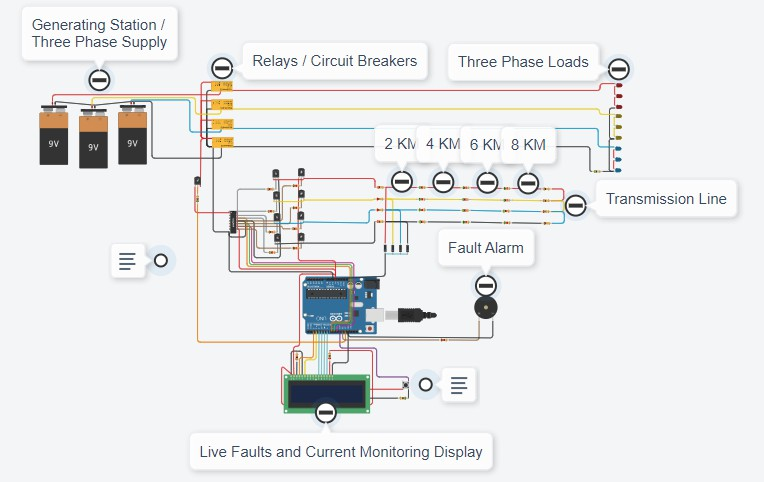 Generating Station /
Three Phase Supply
Relays / Circuit Breakers
Three Phase Loads
9V
9V
9V
2 KM
4 KM
6 KM
8 KM
Transmission Line
Fault Alarm
UNO
Live Faults and Current Monitoring Display